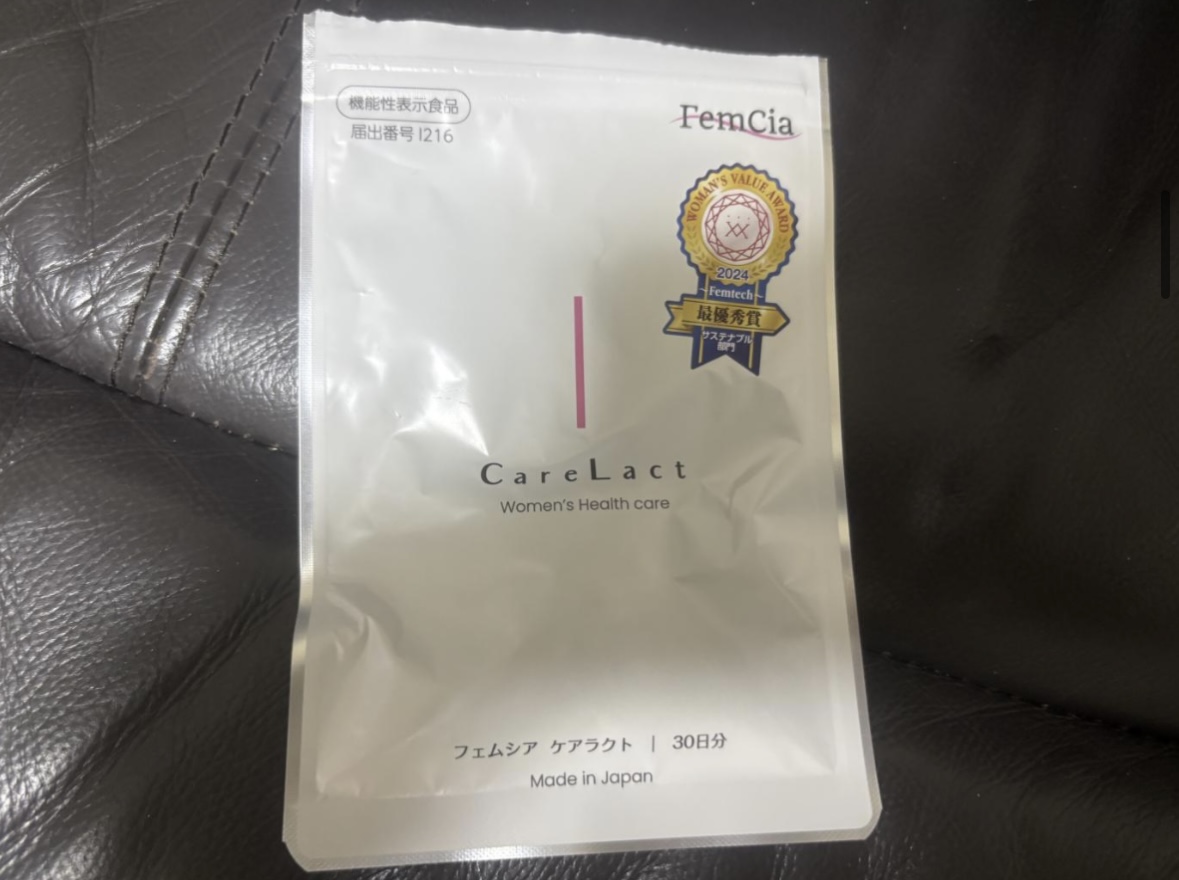 機能性表示食品
届出番号 I216
FemCia
WOMAN'S VALUE AWARD
2024
~Femtech~
最優秀賞
サステナブル
部門
CareLact
Women's Health care
フェムシア ケアラクト | 30日分
Made in Japan